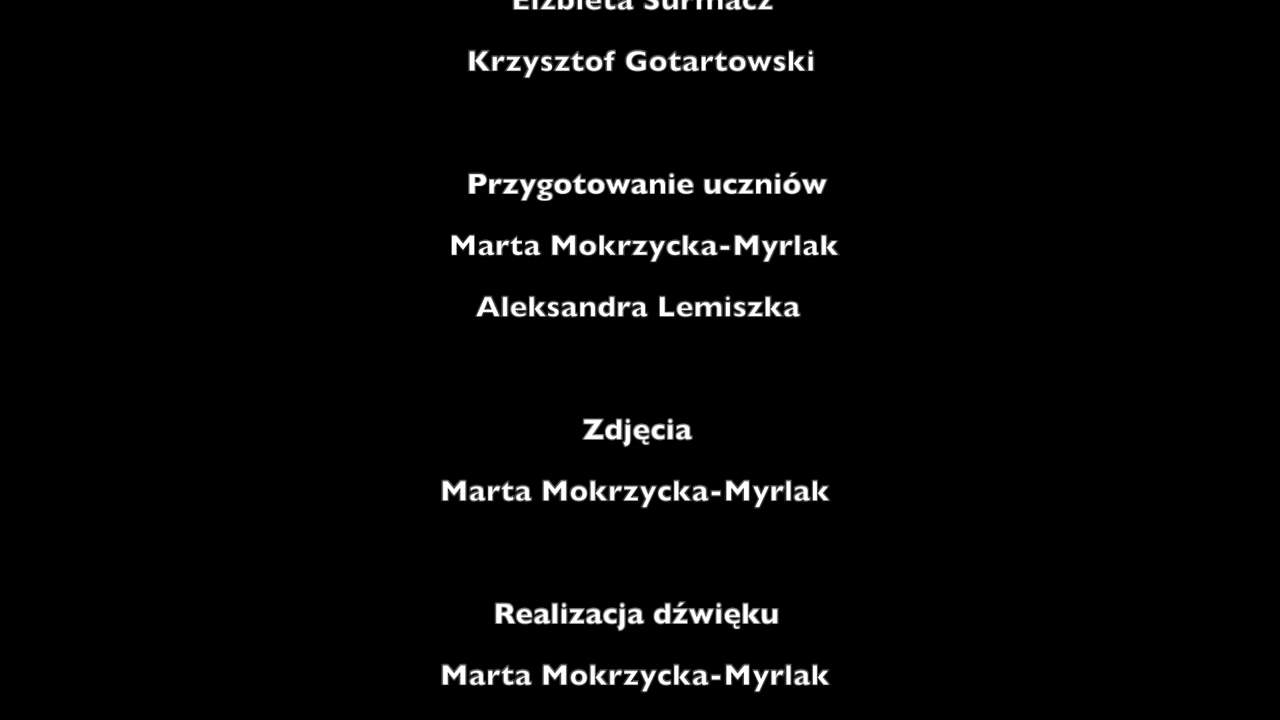 Krzysztof Gotartowski
Przygotowanie uczniów
Marta Mokrzycka-Myrlak
Aleksandra Lemiszka
Zdjęcia
Marta Mokrzycka-Myrlak
Realizacja dźwięku
Marta Mokrzycka-Myrlak